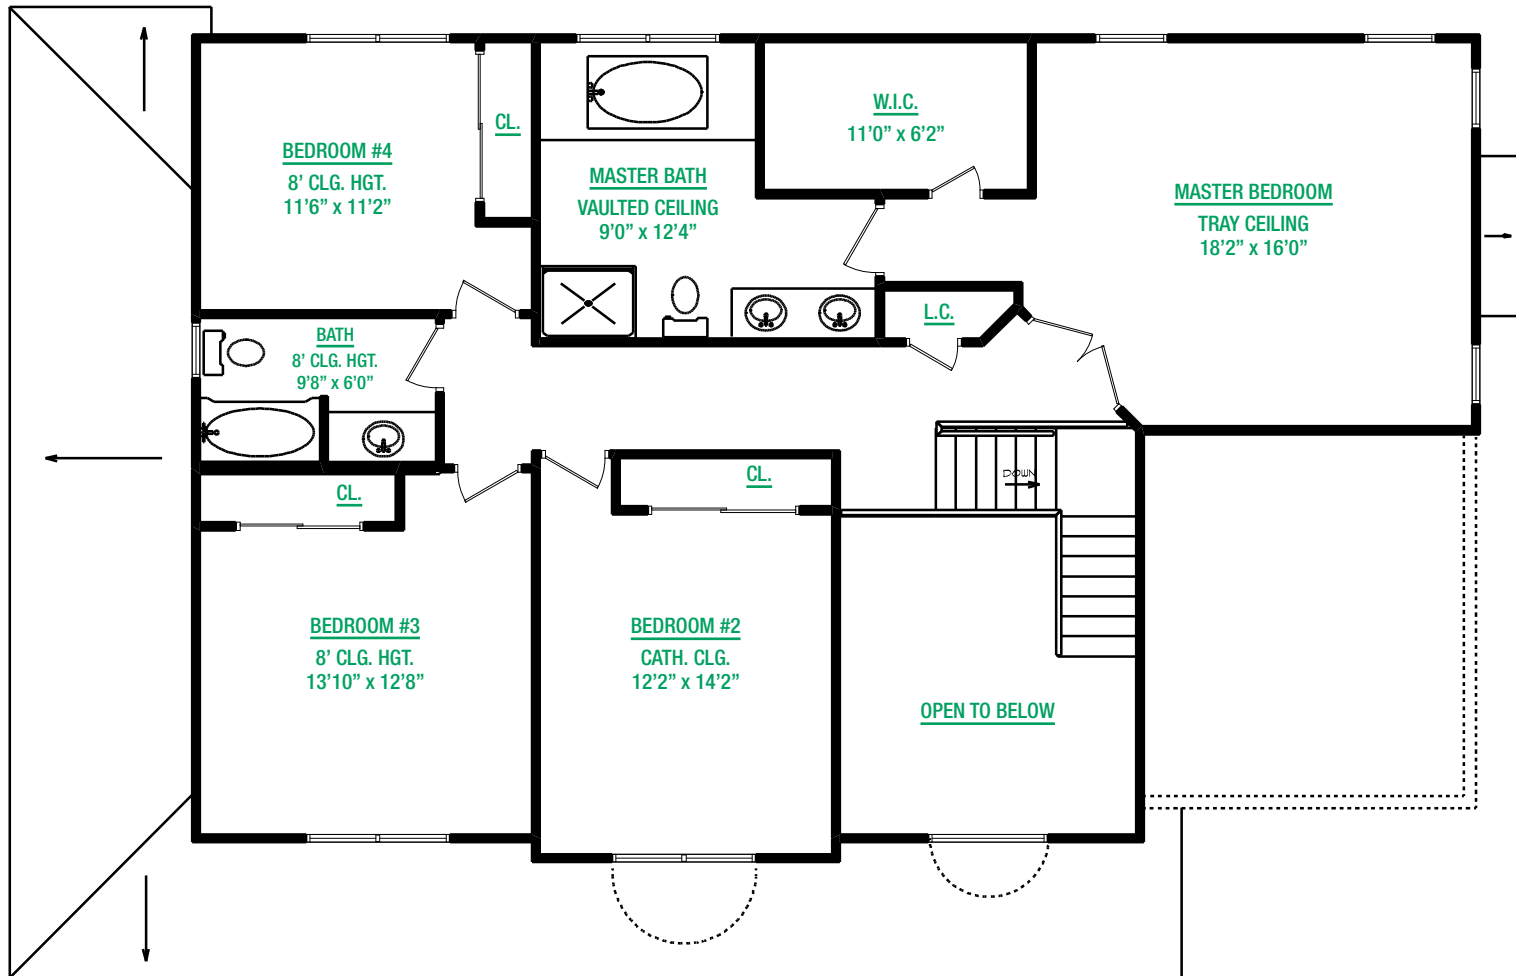 BEDROOM #4
8’ CLG. HGT.
11’6” x 11’2”
CL.
MASTER BATH
VAULTED CEILING
9’0” x 12’4”
W.I.C.
11’0” x 6’2”
MASTER BEDROOM
TRAY CEILING
18’2” x 16’0”
L.C.
BATH
8’ CLG. HGT.
9’8” x 6’0”
CL.
CL.
DOWN
BEDROOM #3
8’ CLG. HGT.
13’10” x 12’8”
BEDROOM #2
CATH. CLG.
12’2” x 14’2”
OPEN TO BELOW